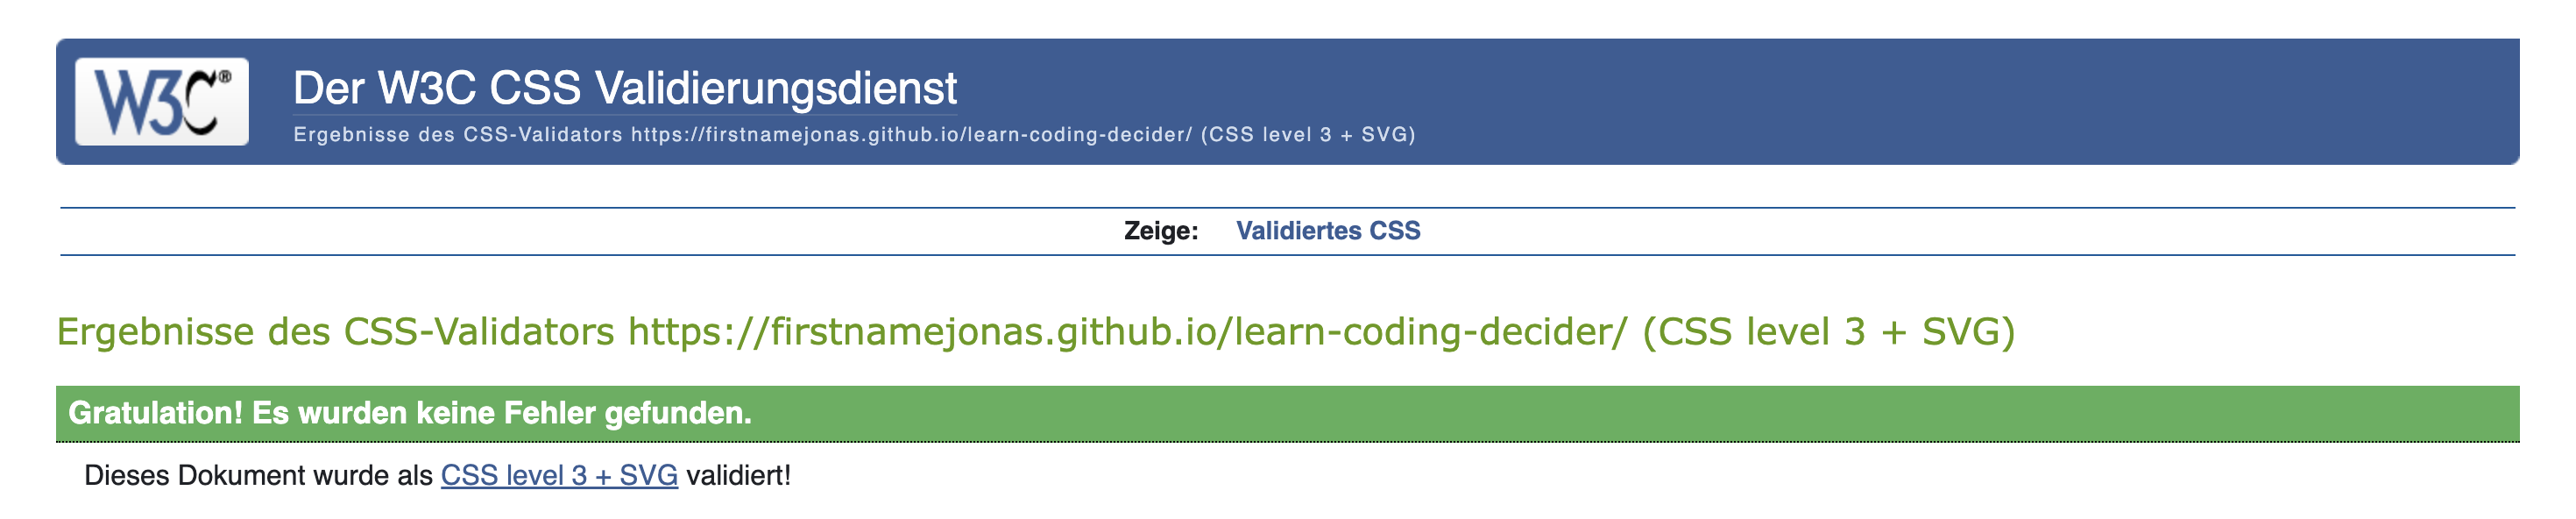 W3C®
Der W3C CSS Validierungsdienst
Ergebnisse des CSS-Validators https://firstnamejonas.github.io/learn-coding-decider/ (CSS level 3 + SVG)
Zeige: Validiertes CSS
Ergebnisse des CSS-Validators https://firstnamejonas.github.io/learn-coding-decider/ (CSS level 3 + SVG)
Gratulation! Es wurden keine Fehler gefunden.
Dieses Dokument wurde als CSS level 3 + SVG validiert!